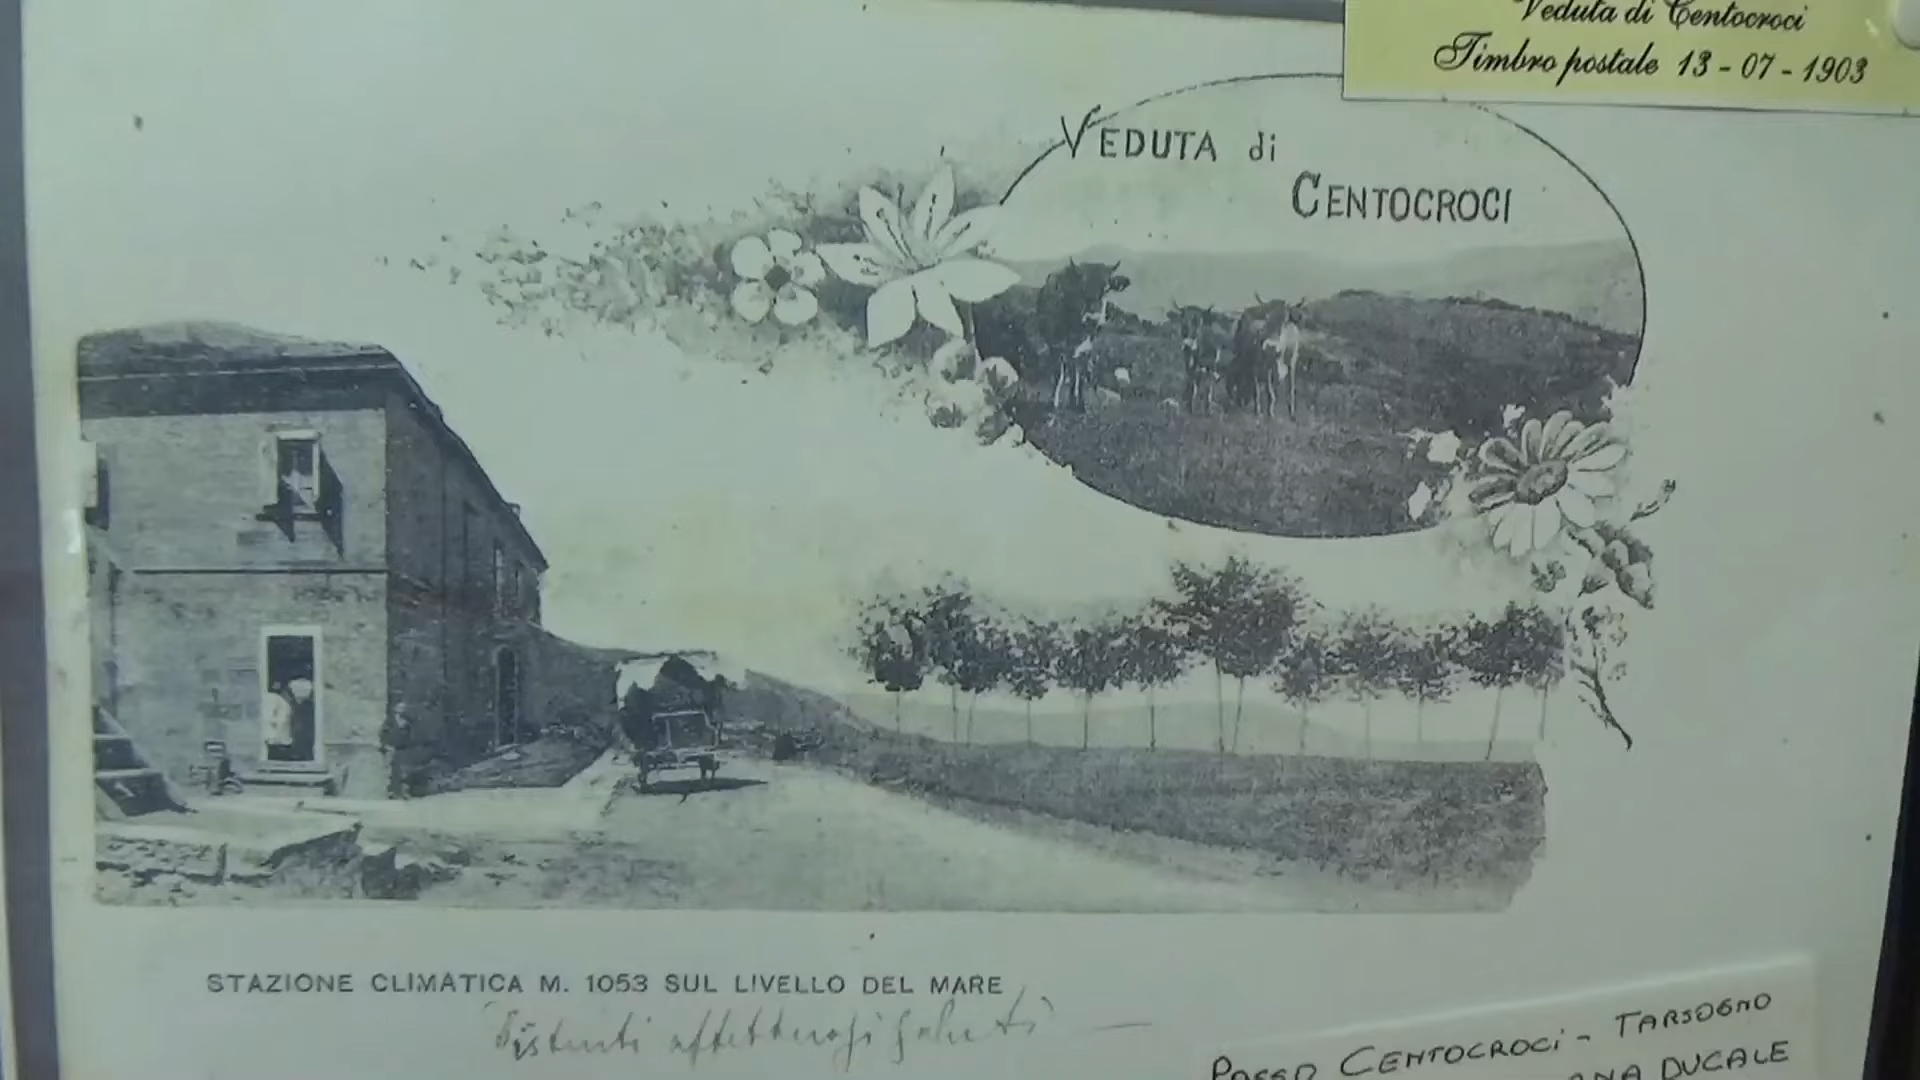 Veduta di Centocroci
Timbro postale 13 - 07 - 1903
VEDUTA di
CENTOCROCI
STAZIONE CLIMATICA M. 1053 SUL LIVELLO DEL MARE
Distinti affettuosi saluti —
PASSO CENTOCROCI - TARSOGNO
DUCALE